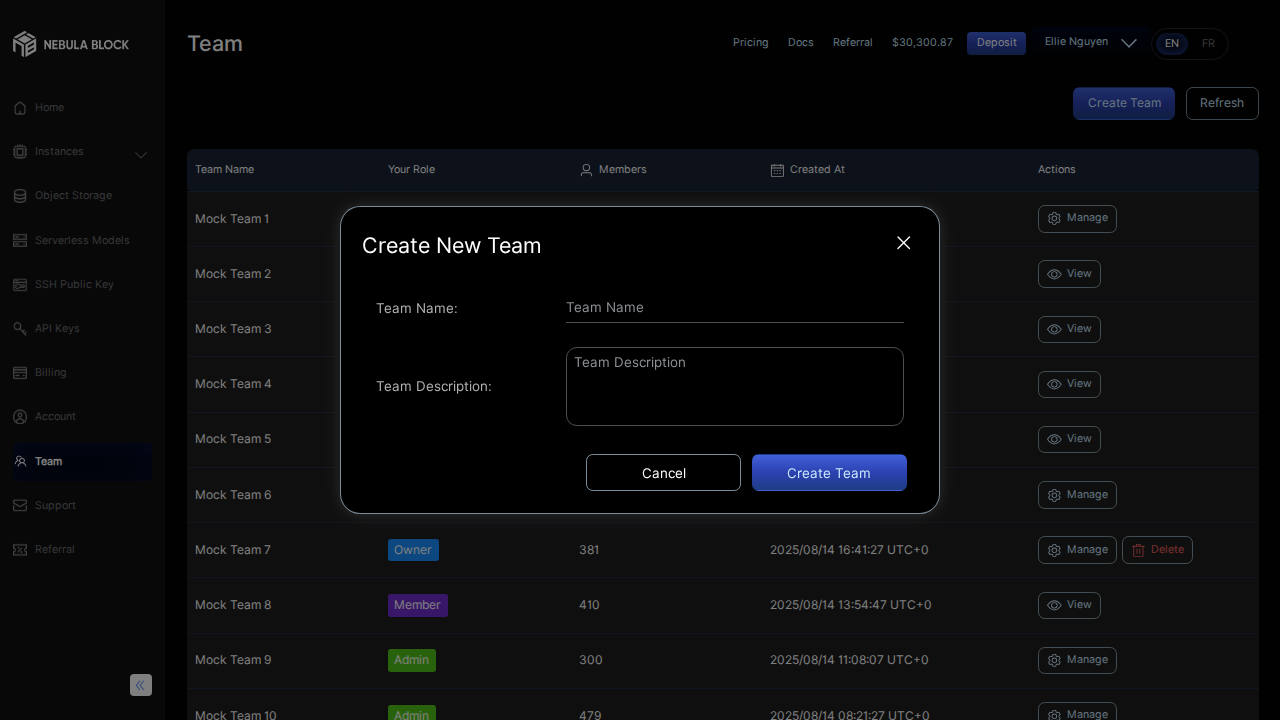 NEBULA BLOCK
Team
Pricing
Docs
Referral
$30,300.87
Deposit
Ellie Nguyen
EN
FR
Home
Instances
Object Storage
Serverless Models
SSH Public Key
API Keys
Billing
Account
Team
Support
Referral
Create Team
Refresh
Team Name
Your Role
Members
Created At
Actions
Mock Team 1
Manage
Mock Team 2
View
Mock Team 3
View
Mock Team 4
View
Mock Team 5
View
Mock Team 6
Manage
Mock Team 7
Owner
381
2025/08/14 16:41:27 UTC+0
Manage
Delete
Mock Team 8
Member
410
2025/08/14 13:54:47 UTC+0
View
Mock Team 9
Admin
300
2025/08/14 11:08:07 UTC+0
Manage
Mock Team 10
Admin
479
2025/08/14 08:21:27 UTC+0
Manage
Create New Team
Team Name:
Team Name
Team Description:
Team Description
Cancel
Create Team